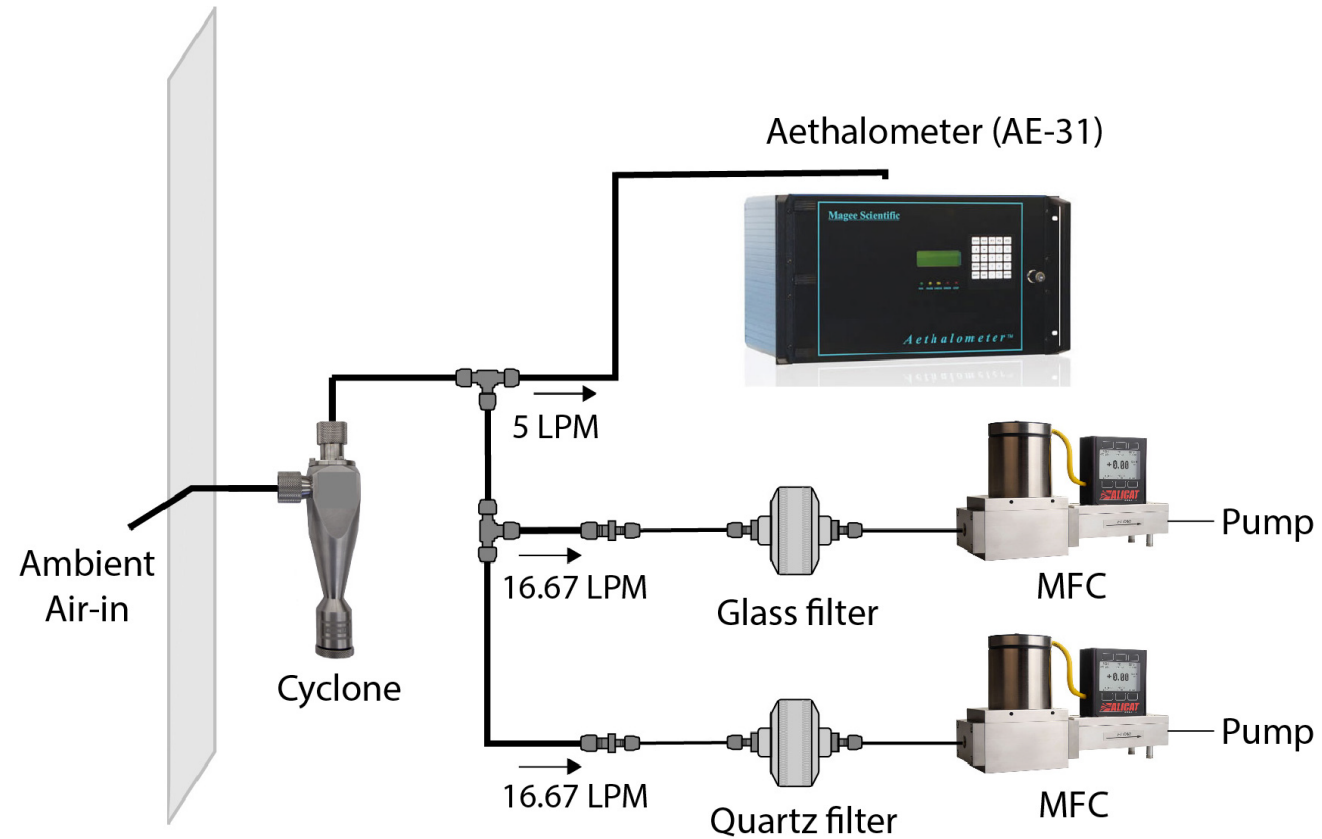 Aethalometer (AE-31)
Magee Scientific
Aethalometer™
5 LPM
Ambient
Air-in
Cyclone
16.67 LPM
Glass filter
+0.00
ALICAT
MFC
Pump
16.67 LPM
Quartz filter
+0.00
ALICAT
MFC
Pump